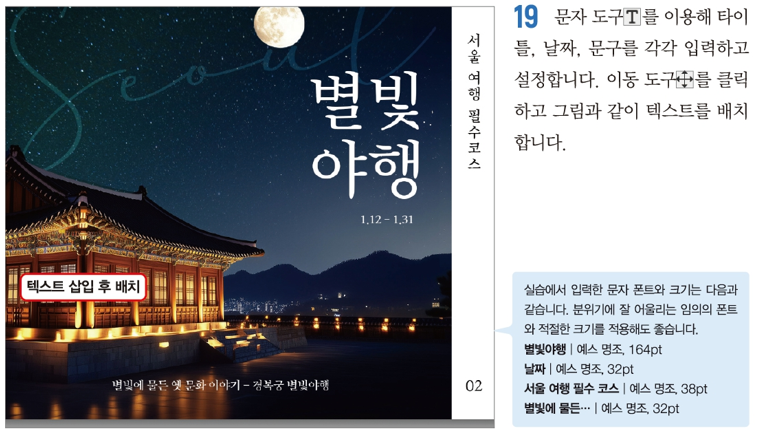 Seoul
별빛
야행
1.12 - 1.31
서울 여행 필수코스
텍스트 삽입 후 배치
별빛에 물든 옛 문화 이야기 - 경복궁 별빛야행
02
19 문자 도구T를 이용해 타이
틀, 날짜, 문구를 각각 입력하고
설정합니다. 이동 도구를 클릭
하고 그림과 같이 텍스트를 배치
합니다.
실습에서 입력한 문자 폰트와 크기는 다음과
같습니다. 분위기에 잘 어울리는 임의의 폰트
와 적절한 크기를 적용해도 좋습니다.
별빛야행 | 예스 명조, 164pt
날짜 | 예스 명조, 32pt
서울 여행 필수 코스 | 예스 명조, 38pt
별빛에 물든… | 예스 명조, 32pt